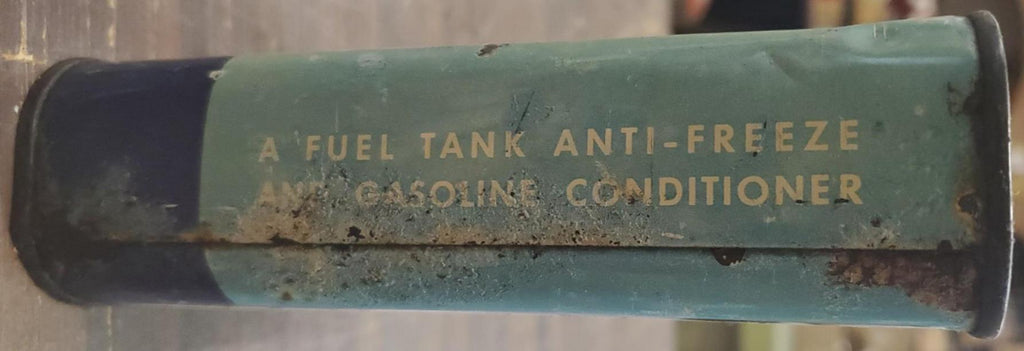 A FUEL TANK ANTI-FREEZE
AND GASOLINE CONDITIONER